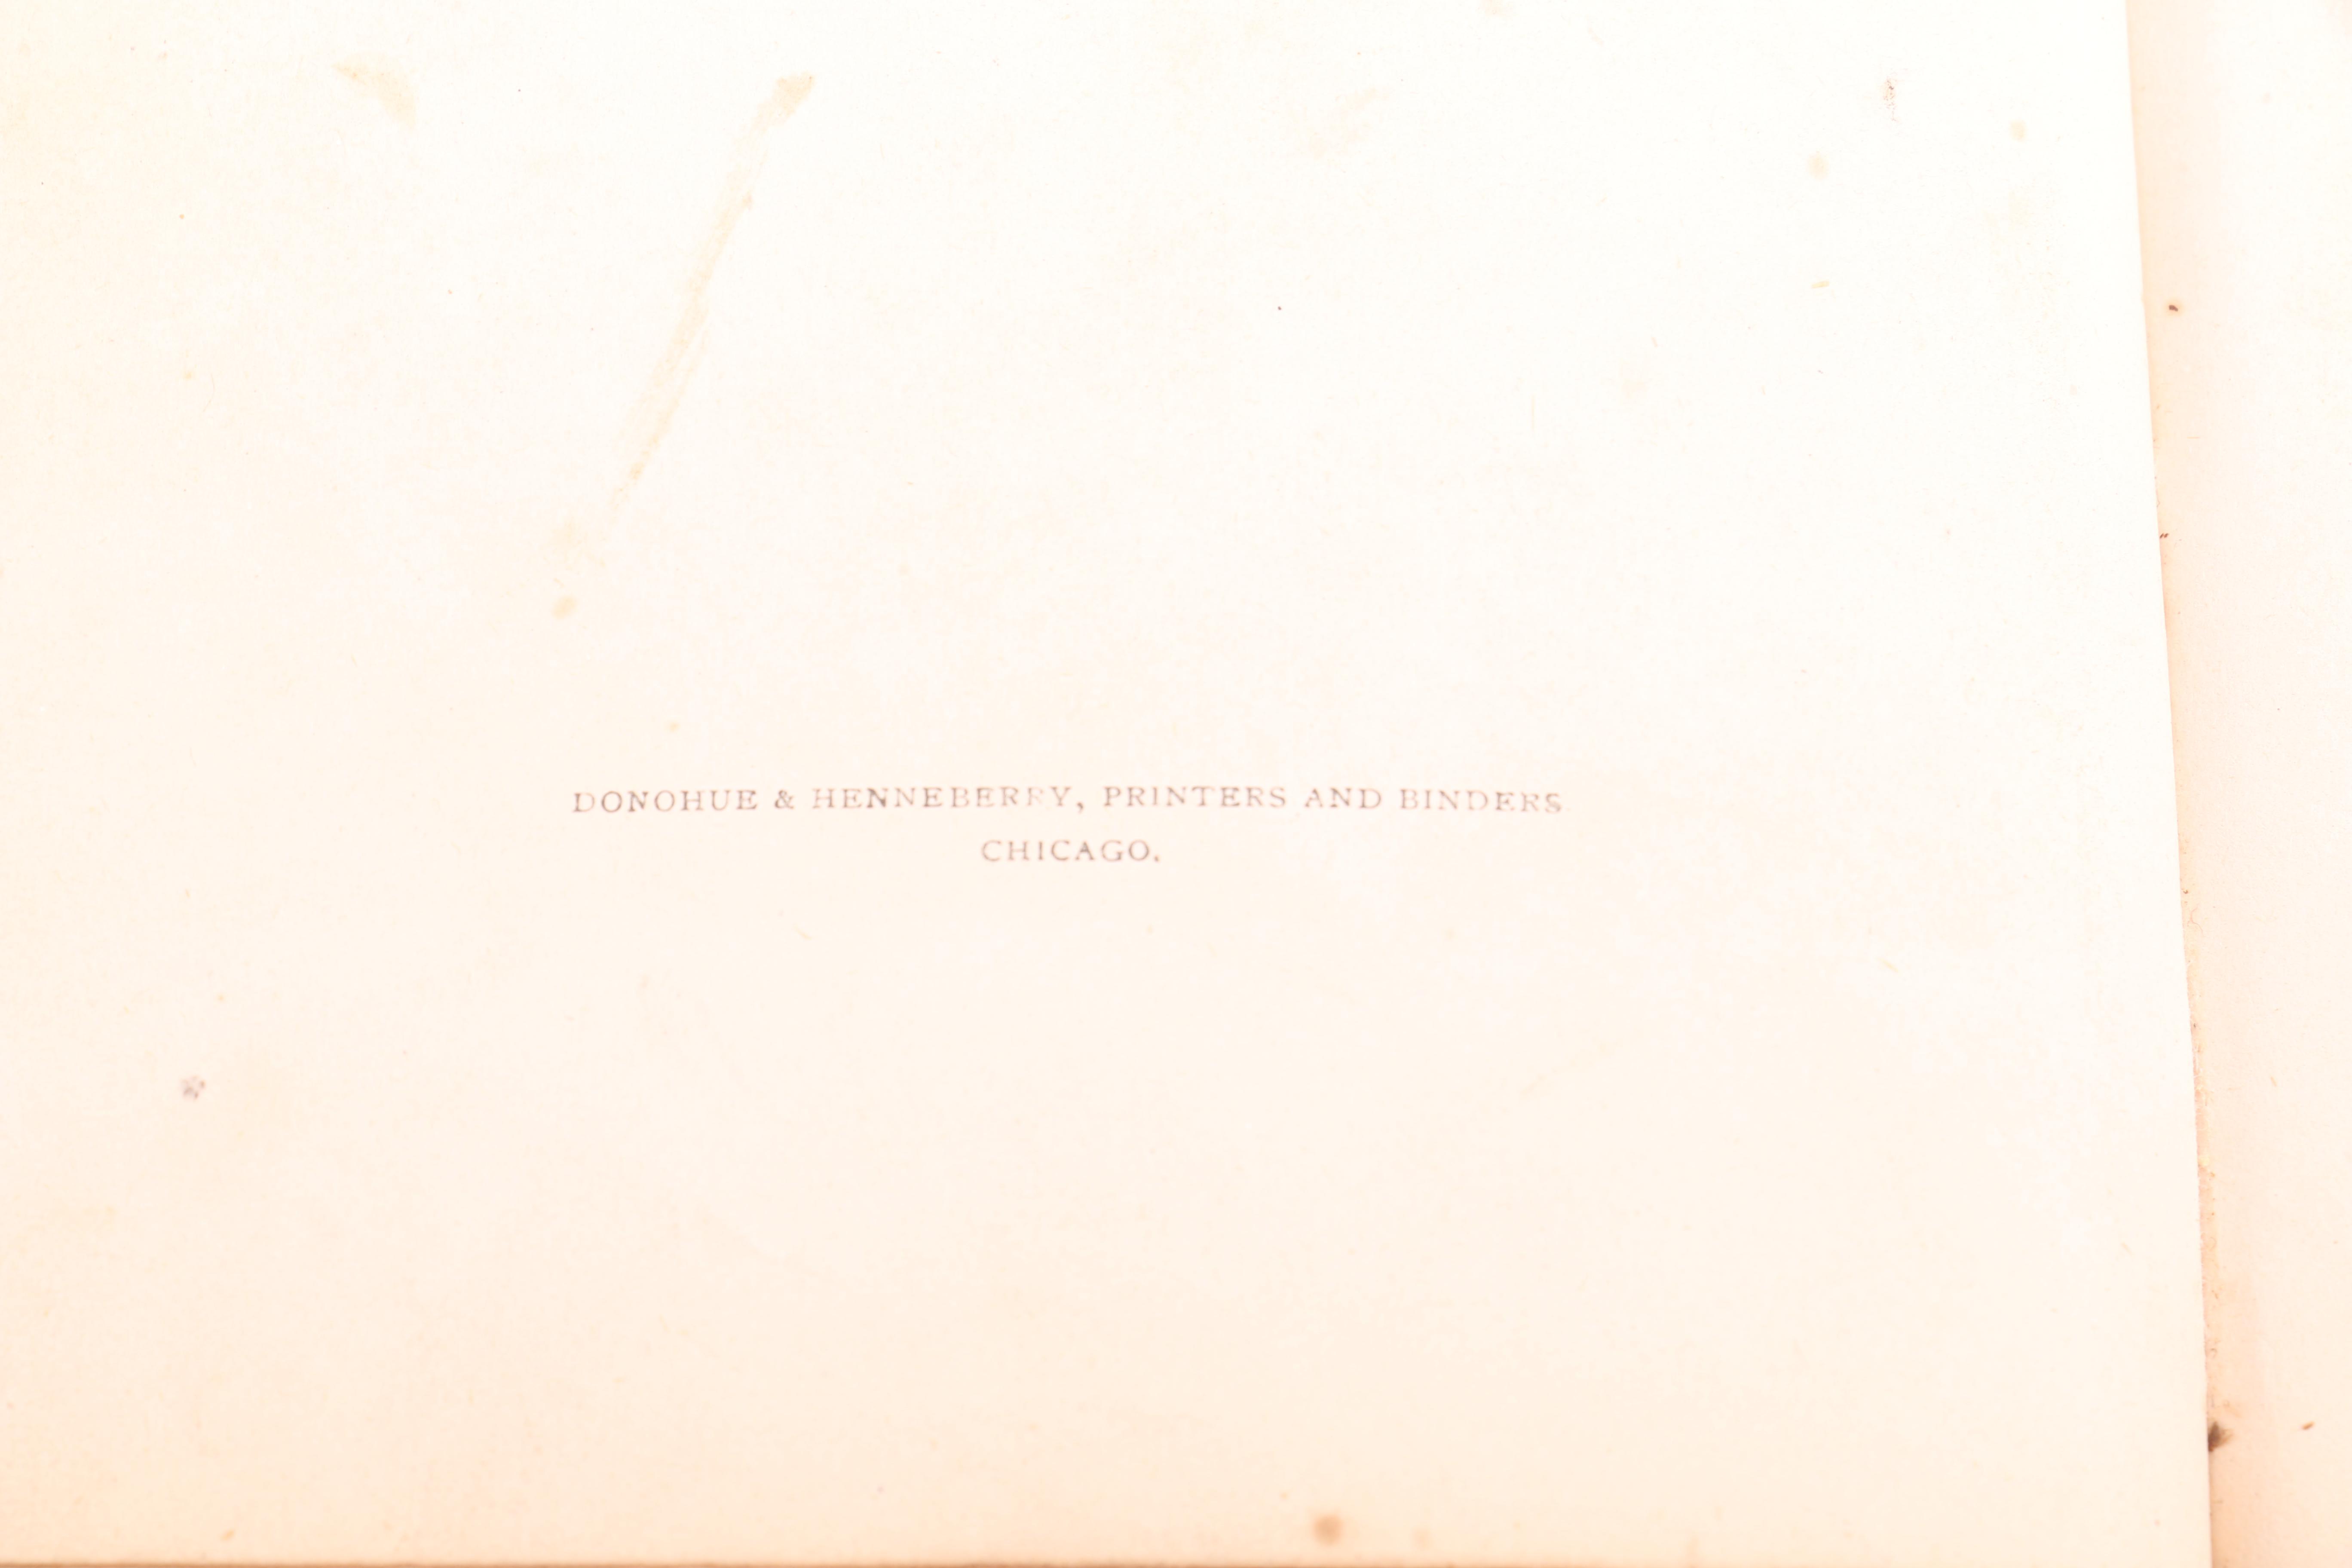 DONOHUE & HENNEBERRY, PRINTERS AND BINDERS
CHICAGO.